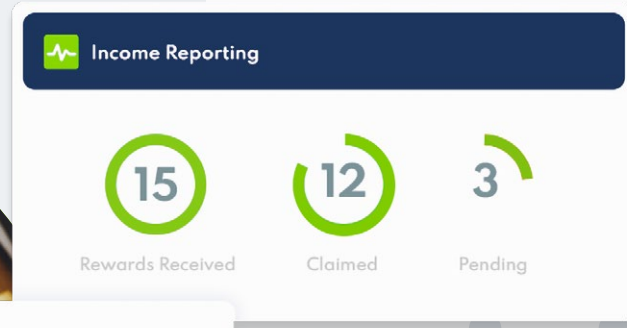 Income Reporting
15
12
3
Rewards Received
Claimed
Pending